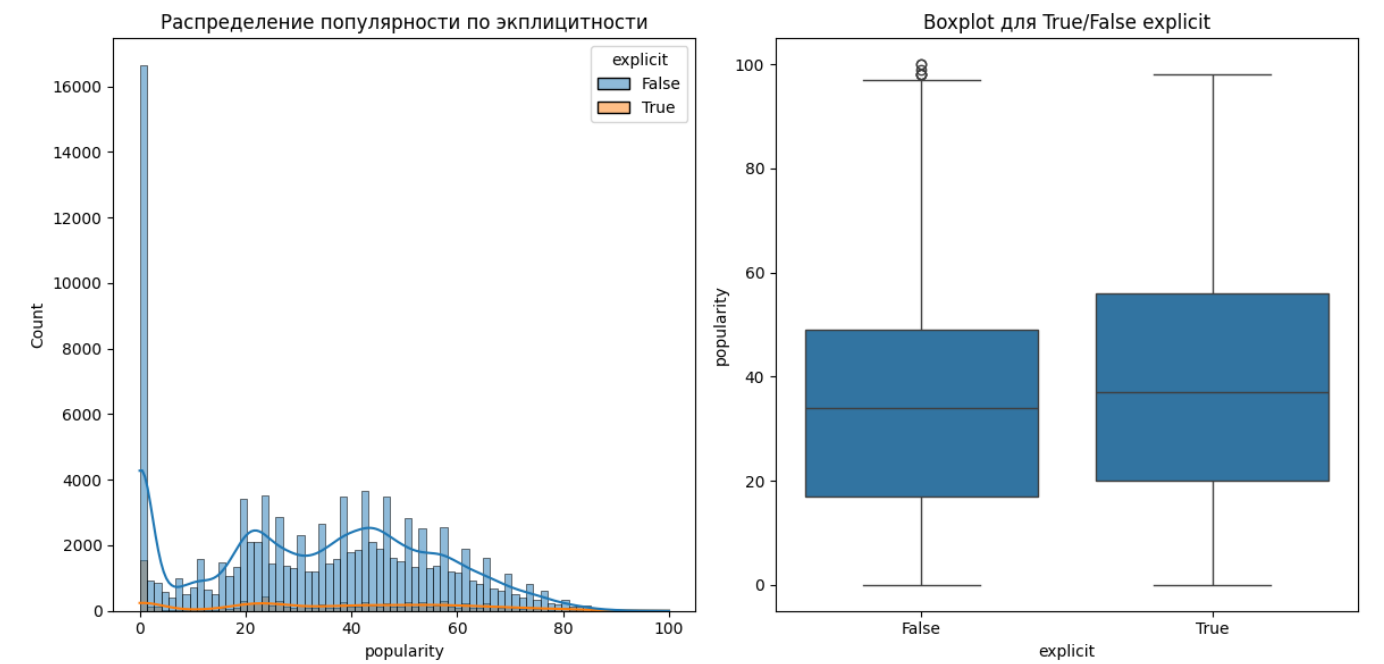 Распределение популярности по экплицитности
16000
14000
12000
10000
8000
6000
4000
2000
0
Count
0 20 40 60 80 100
popularity
explicit
False
True
Boxplot для True/False explicit
100
80
60
40
20
0
popularity
False True
explicit